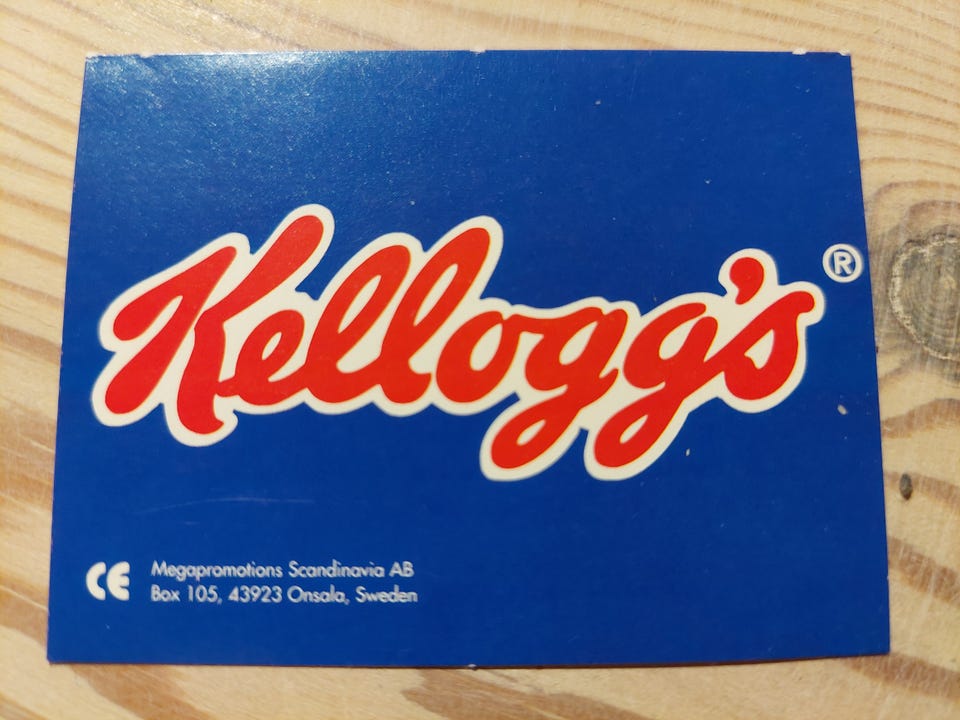 Kellogg's®
CE
Megapromotions Scandinavia AB
Box 105, 43923 Onsala, Sweden